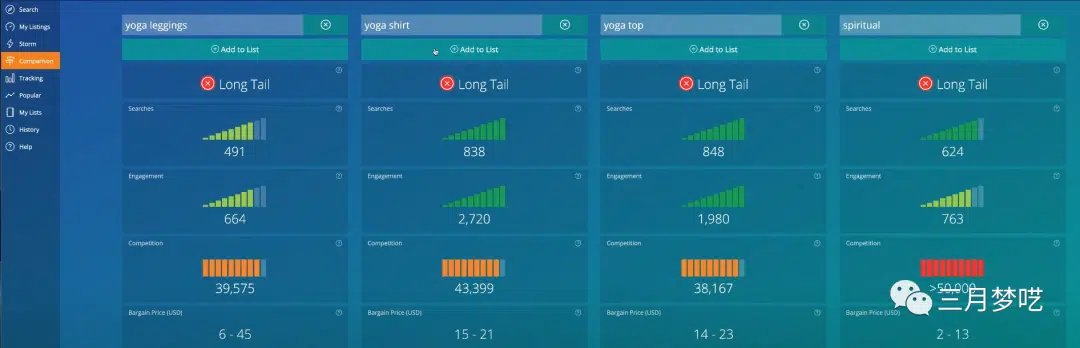 Search
My Listings
Storm
Comparison
Tracking
Popular
My Lists
History
Help
yoga leggings
yoga shirt
yoga top
spiritual
Add to List
Add to List
Add to List
Add to List
Long Tail
Long Tail
Long Tail
Long Tail
Searches
Searches
Searches
Searches
491
838
848
624
Engagement
Engagement
Engagement
Engagement
664
2,720
1,980
763
Competition
Competition
Competition
Competition
39,575
43,399
38,167
>50,000
三月梦呓
Bargain Price (USD)
Bargain Price (USD)
Bargain Price (USD)
Bargain Price (USD)
6 - 45
15 - 21
14 - 23
2 - 13